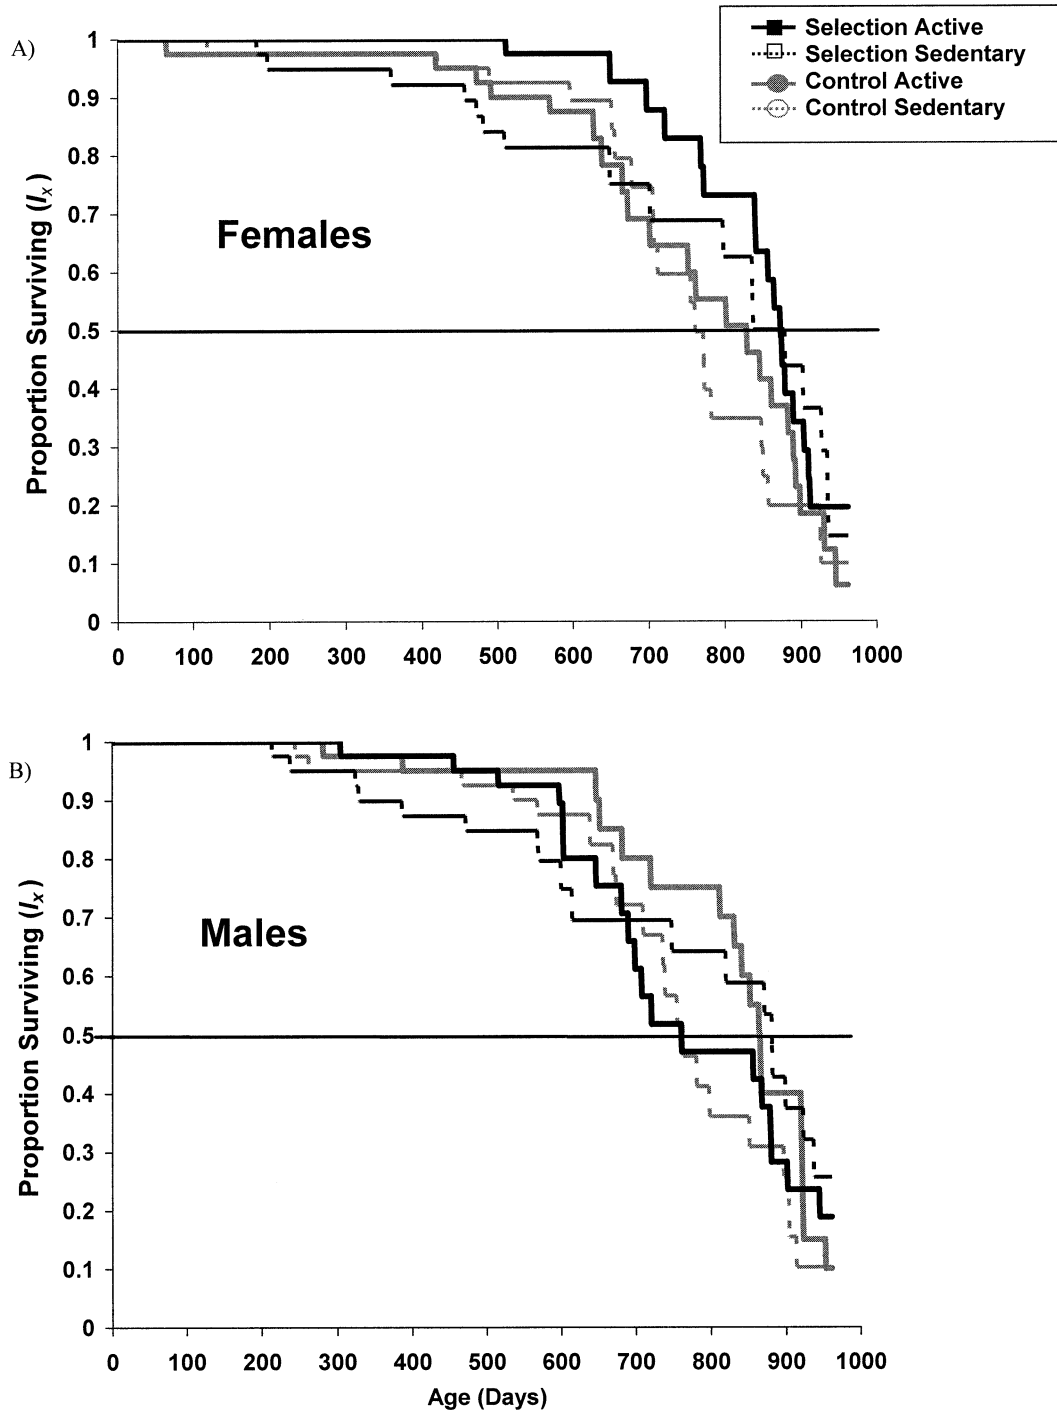 A)
Selection Active
Selection Sedentary
Control Active
Control Sedentary
1
0.9
0.8
0.7
0.6
0.5
0.4
0.3
0.2
0.1
0
Proportion Surviving (lx)
Females
0 100 200 300 400 500 600 700 800 900 1000
B)
1
0.9
0.8
0.7
0.6
0.5
0.4
0.3
0.2
0.1
0
Proportion Surviving (lx)
Males
0 100 200 300 400 500 600 700 800 900 1000
Age (Days)